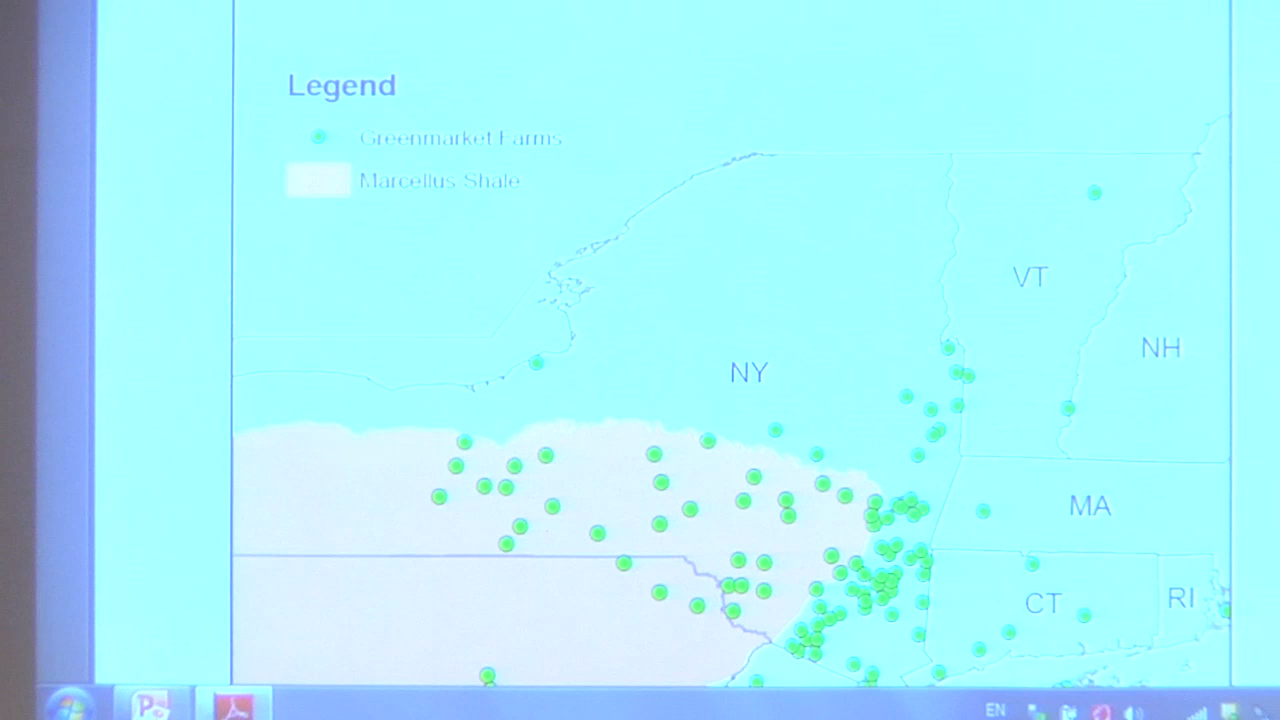 Legend
Greenmarket Farms
Marcellus Shale
VT
NH
NY
MA
CT
RI
EN